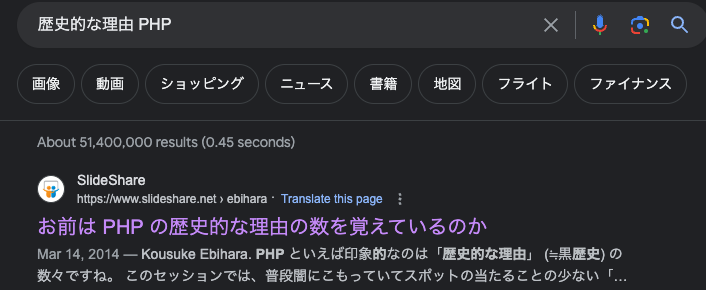 歴史的な理由 PHP
画像 動画 ショッピング ニュース 書籍 地図 フライト ファイナンス
About 51,400,000 results (0.45 seconds)
SlideShare
https://www.slideshare.net › ebihara · Translate this page
お前は PHP の歴史的な理由の数を覚えているのか
Mar 14, 2014 — Kousuke Ebihara. PHP といえば印象的なのは「歴史的な理由」 (≒黒歴史) の
数々ですね。 このセッションでは、普段闇にこもっていてスポットの当たることの少ない「...